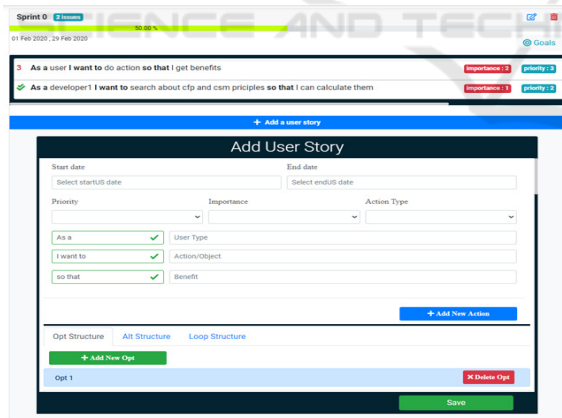 SCIENCE AND TECH
Sprint 0 2 issues
50.00 %
01 Feb 2020 , 29 Feb 2020 Goals
3 As a user I want to do action so that I get benefits importance : 2 priority : 3
As a developer1 I want to search about cfp and csm priciples so that I can calculate them importance : 1 priority : 2
+ Add a user story
Add User Story
Start date End date
Select startUS date Select endUS date
Priority Importance Action Type
As a User Type
I want to Action/Object
so that Benefit
+ Add New Action
Opt Structure Alt Structure Loop Structure
+ Add New Opt
Opt 1 × Delete Opt
Save